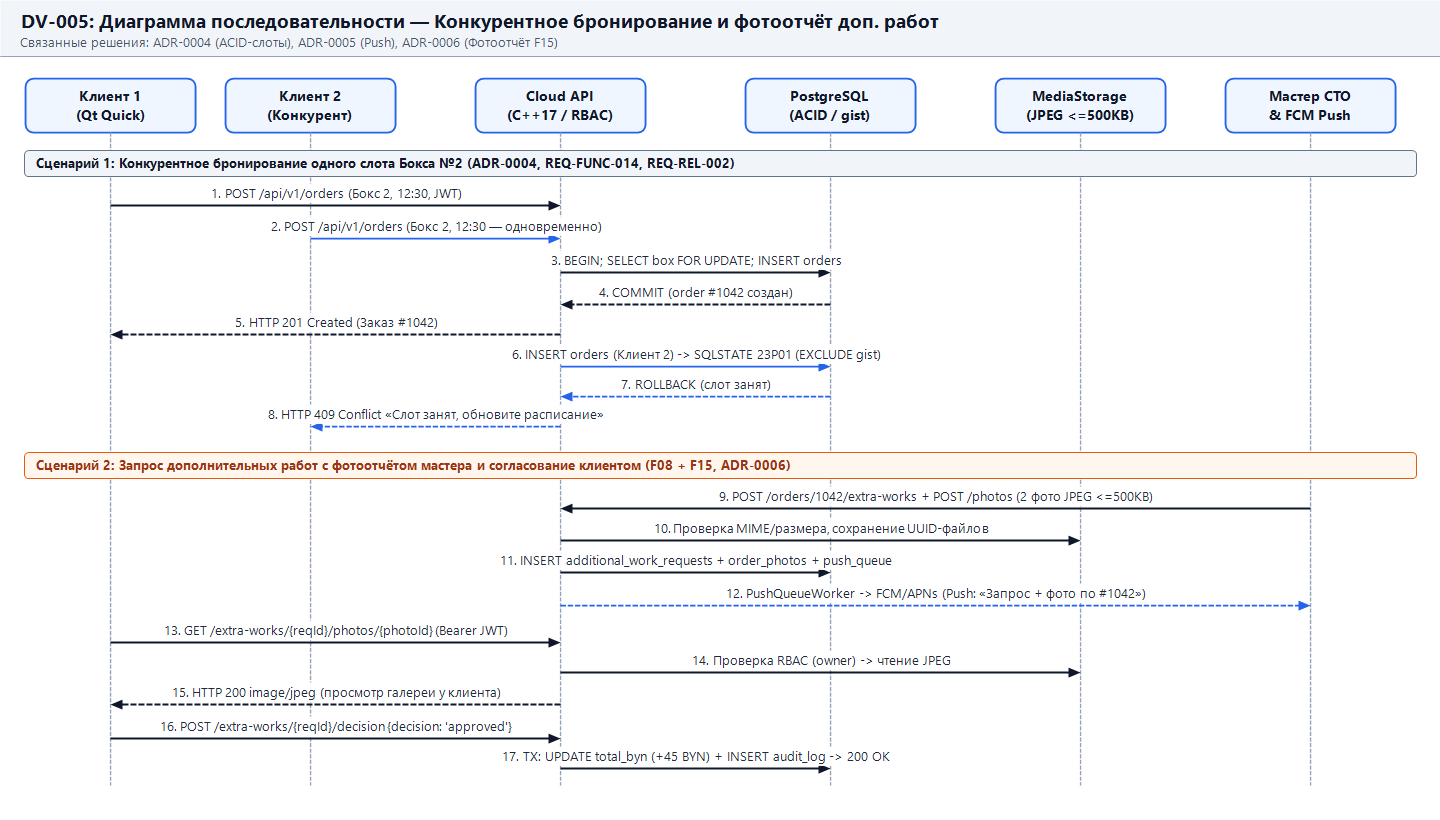 DV-005: Диаграмма последовательности — Конкурентное бронирование и фотоотчёт доп. работ
Связанные решения: ADR-0004 (ACID-слоты), ADR-0005 (Push), ADR-0006 (Фотоотчёт F15)
Клиент 1
(Qt Quick)
Клиент 2
(Конкурент)
Cloud API
(C++17 / RBAC)
PostgreSQL
(ACID / gist)
MediaStorage
(JPEG <=500KB)
Мастер СТО
& FCM Push
Сценарий 1: Конкурентное бронирование одного слота Бокса №2 (ADR-0004, REQ-FUNC-014, REQ-REL-002)
1. POST /api/v1/orders (Бокс 2, 12:30, JWT)
2. POST /api/v1/orders (Бокс 2, 12:30 — одновременно)
3. BEGIN; SELECT box FOR UPDATE; INSERT orders
4. COMMIT (order #1042 создан)
5. HTTP 201 Created (Заказ #1042)
6. INSERT orders (Клиент 2) -> SQLSTATE 23P01 (EXCLUDE gist)
7. ROLLBACK (слот занят)
8. HTTP 409 Conflict «Слот занят, обновите расписание»
Сценарий 2: Запрос дополнительных работ с фотоотчётом мастера и согласование клиентом (F08 + F15, ADR-0006)
9. POST /orders/1042/extra-works + POST /photos (2 фото JPEG <=500KB)
10. Проверка MIME/размера, сохранение UUID-файлов
11. INSERT additional_work_requests + order_photos + push_queue
12. PushQueueWorker -> FCM/APNs (Push: «Запрос + фото по #1042»)
13. GET /extra-works/{reqId}/photos/{photoId} (Bearer JWT)
14. Проверка RBAC (owner) -> чтение JPEG
15. HTTP 200 image/jpeg (просмотр галереи у клиента)
16. POST /extra-works/{reqId}/decision {decision: 'approved'}
17. TX: UPDATE total_byn (+45 BYN) + INSERT audit_log -> 200 OK